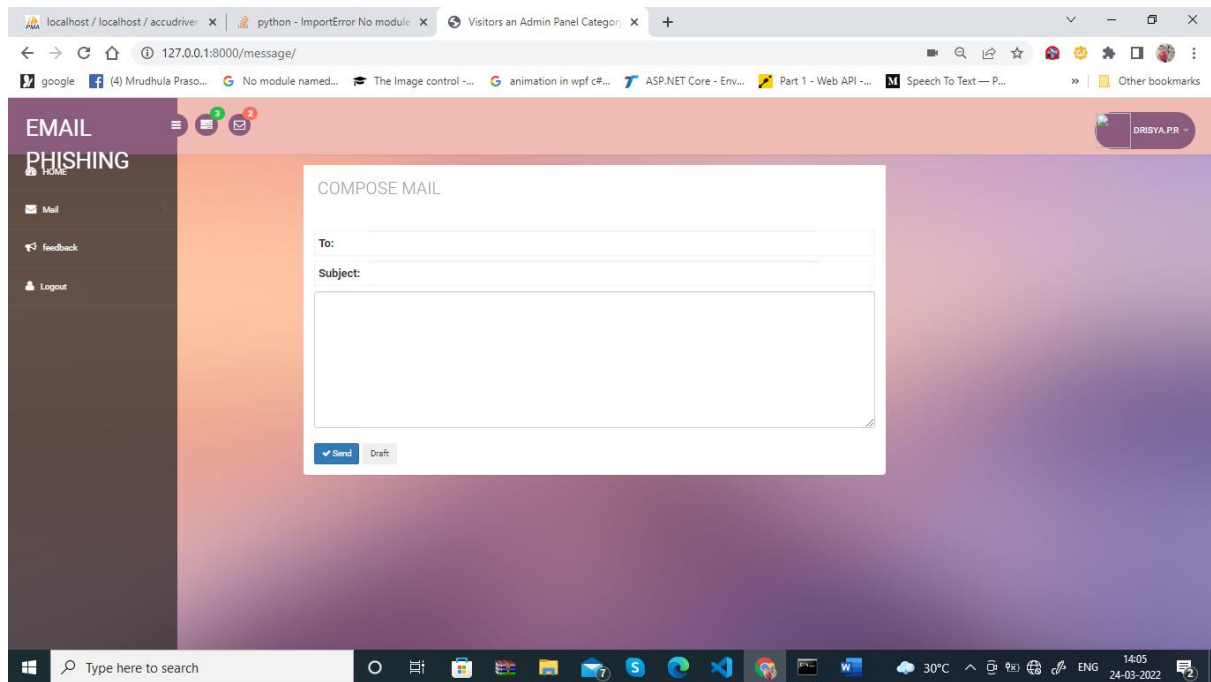 localhost / localhost / accudriver
python - ImportError No module
Visitors an Admin Panel Category
127.0.0.1:8000/message/
google
(4) Mrudhula Praso...
No module named...
The Image control -...
animation in wpf c#...
ASP.NET Core - Env...
Part 1 - Web API -...
Speech To Text — P...
»
Other bookmarks
EMAIL
PHISHING
3
2
DRISYA.P.R
HOME
Mail
feedback
Logout
COMPOSE MAIL
To:
Subject:
Send
Draft
Type here to search
7
30°C
ENG
14:05
24-03-2022
2